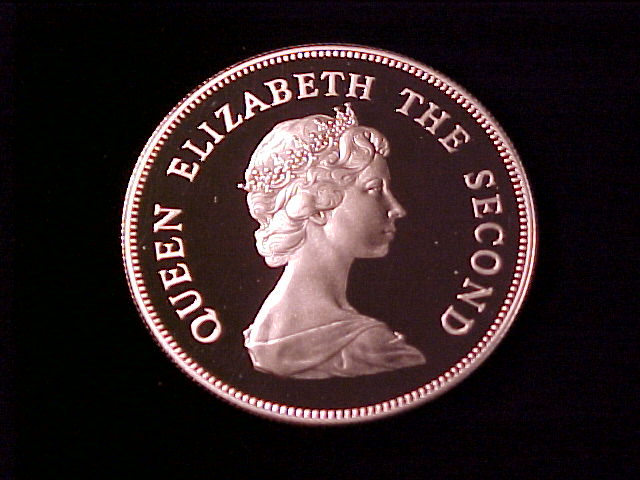 QUEEN ELIZABETH THE SECOND